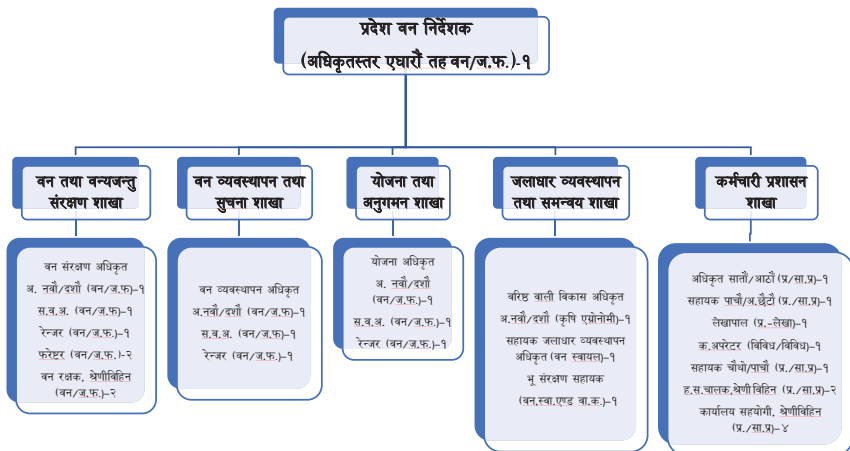 प्रदेश वन निर्देशक
(अधिकृतस्तर एघारौं तह वन/ज.फ.)-१
वन तथा वन्यजन्तु
संरक्षण शाखा
वन संरक्षण अधिकृत
अ. नवौ/दशौ (वन/ज.फ)–१
स.व.अ. (वन/ज.फ)–१
रेन्जर (वन/ज.फ.)–१
फरेष्टर (वन/ज.फ.)-२
वन रक्षक, श्रेणीविहिन
(वन/ज.फ.)–२
वन व्यवस्थापन तथा
सुचना शाखा
वन व्यवस्थापन अधिकृत
अ.नवौ/दशौ (वन/ज.फ)–१
स.व.अ. (वन/ज.फ.)–१
रेन्जर (वन/ज.फ.)–१
योजना तथा
अनुगमन शाखा
योजना अधिकृत
अ. नवौ/दशौ
(वन/ज.फ.)–१
स.व.अ. (वन/ज.फ.)–१
रेन्जर (वन/ज.फ.)–१
जलाधार व्यवस्थापन
तथा समन्वय शाखा
वरिष्ठ बाली विकास अधिकृत
अ.नवौ/दशौ (कृषि एग्रोनोमी)–१
सहायक जलाधार व्यवस्थापन
अधिकृत (वन स्वायल)–१
भू संरक्षण सहायक
(वन.स्वा.एण्ड वा.क.)–१
कर्मचारी प्रशासन
शाखा
अधिकृत सातौ/आठौ (प्र/सा.प्र)–१
सहायक पाचौ/अ.छैटौ (प्र./सा.प्र)–१
लेखापाल (प्र.–लेखा)–१
क.अपरेटर (विविध/विविध)–१
सहायक चौथो/पाचौ (प्र./सा.प्र)–१
ह.स.चालक,श्रेणी विहिन (प्र./सा.प्र)–२
कार्यालय सहयोगी, श्रेणीविहिन
(प्र./सा.प्र)–४